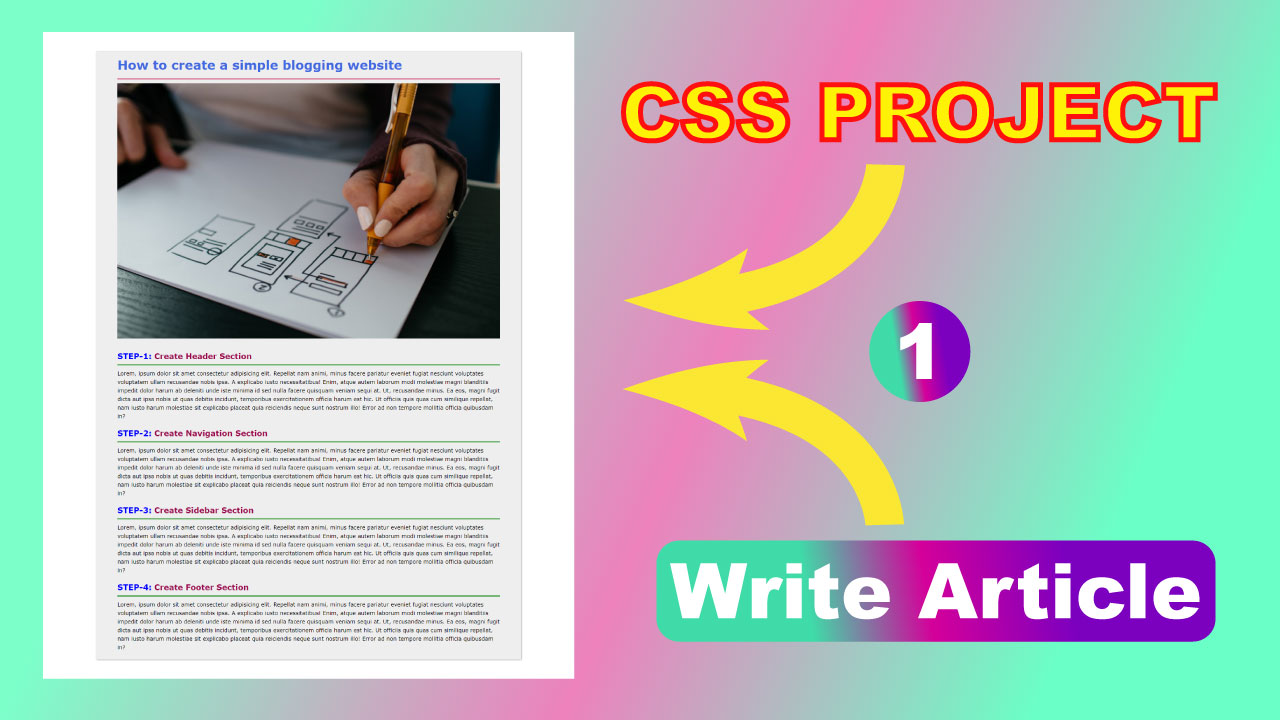 How to create a simple blogging website
STEP-1: Create Header Section
Lorem, ipsum dolor sit amet consectetur adipisicing elit. Repellat nam animi, minus facere pariatur eveniet fugiat nesciunt voluptates
voluptatem ullam recusandae nobis ipsa. A explicabo iusto necessitatibus! Enim, atque autem laborum modi molestiae magni blanditiis
impedit dolor harum ab deleniti unde iste minima id sed nulla facere quisquam veniam sequi at. Ut, recusandae minus. Ea eos, magni fugit
dicta aut ipsa nobis ut quas debitis incidunt, temporibus exercitationem officia harum est hic. Ut officiis quis quas cum similique repellat,
nam iusto harum molestiae sit explicabo placeat quia reiciendis neque sunt nostrum illo! Error ad non tempore mollitia officia quibusdam
in?
STEP-2: Create Navigation Section
Lorem, ipsum dolor sit amet consectetur adipisicing elit. Repellat nam animi, minus facere pariatur eveniet fugiat nesciunt voluptates
voluptatem ullam recusandae nobis ipsa. A explicabo iusto necessitatibus! Enim, atque autem laborum modi molestiae magni blanditiis
impedit dolor harum ab deleniti unde iste minima id sed nulla facere quisquam veniam sequi at. Ut, recusandae minus. Ea eos, magni fugit
dicta aut ipsa nobis ut quas debitis incidunt, temporibus exercitationem officia harum est hic. Ut officiis quis quas cum similique repellat,
nam iusto harum molestiae sit explicabo placeat quia reiciendis neque sunt nostrum illo! Error ad non tempore mollitia officia quibusdam
in?
STEP-3: Create Sidebar Section
Lorem, ipsum dolor sit amet consectetur adipisicing elit. Repellat nam animi, minus facere pariatur eveniet fugiat nesciunt voluptates
voluptatem ullam recusandae nobis ipsa. A explicabo iusto necessitatibus! Enim, atque autem laborum modi molestiae magni blanditiis
impedit dolor harum ab deleniti unde iste minima id sed nulla facere quisquam veniam sequi at. Ut, recusandae minus. Ea eos, magni fugit
dicta aut ipsa nobis ut quas debitis incidunt, temporibus exercitationem officia harum est hic. Ut officiis quis quas cum similique repellat,
nam iusto harum molestiae sit explicabo placeat quia reiciendis neque sunt nostrum illo! Error ad non tempore mollitia officia quibusdam
in?
STEP-4: Create Footer Section
Lorem, ipsum dolor sit amet consectetur adipisicing elit. Repellat nam animi, minus facere pariatur eveniet fugiat nesciunt voluptates
voluptatem ullam recusandae nobis ipsa. A explicabo iusto necessitatibus! Enim, atque autem laborum modi molestiae magni blanditiis
impedit dolor harum ab deleniti unde iste minima id sed nulla facere quisquam veniam sequi at. Ut, recusandae minus. Ea eos, magni fugit
dicta aut ipsa nobis ut quas debitis incidunt, temporibus exercitationem officia harum est hic. Ut officiis quis quas cum similique repellat,
nam iusto harum molestiae sit explicabo placeat quia reiciendis neque sunt nostrum illo! Error ad non tempore mollitia officia quibusdam
in?
CSS PROJECT
1
Write Article